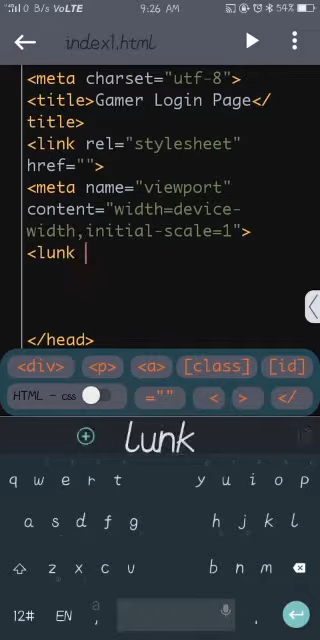 0 B/s VoLTE 9:26 AM 54%
index1.html
<meta charset="utf-8">
<title>Gamer Login Page</
title>
<link rel="stylesheet"
href="">
<meta name="viewport"
content="width=device-
width,initial-scale=1">
<lunk
</head>
<div> <p> <a> [class] [id]
HTML - css ="" < > </
lunk
q w e r t y u i o p
a s d f g h j k l
z x c v b n m
12# EN a , .